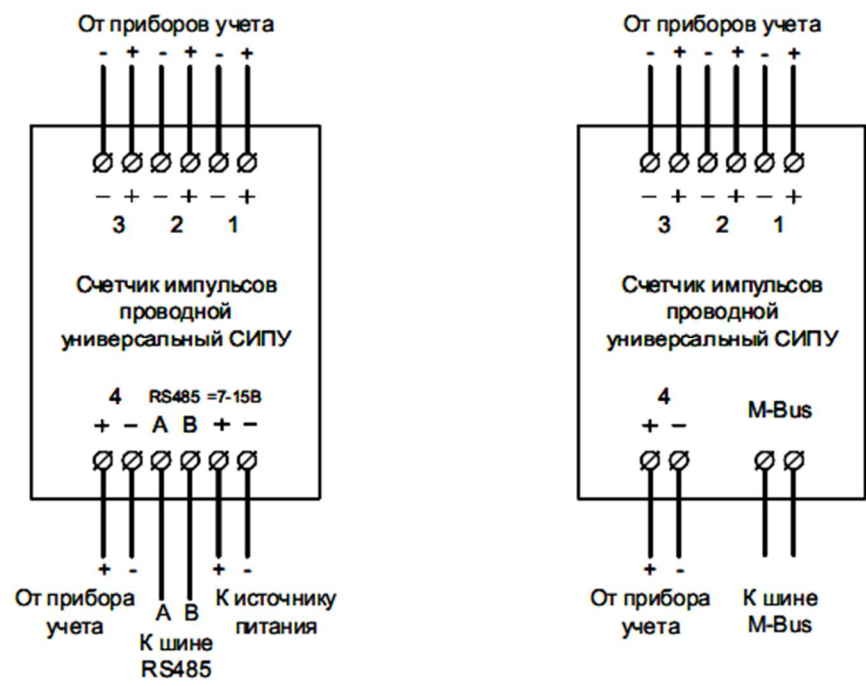 От приборов учета
- + - + - +
− + − + − +
3 2 1
Счетчик импульсов
проводной
универсальный СИПУ
4 RS485 =7-15В
+ − A B + −
+ - + -
От прибора
учета
A B
К источнику
питания
К шине
RS485
От приборов учета
- + - + - +
− + − + − +
3 2 1
Счетчик импульсов
проводной
универсальный СИПУ
4
+ −
M-Bus
+ -
От прибора
учета
К шине
M-Bus